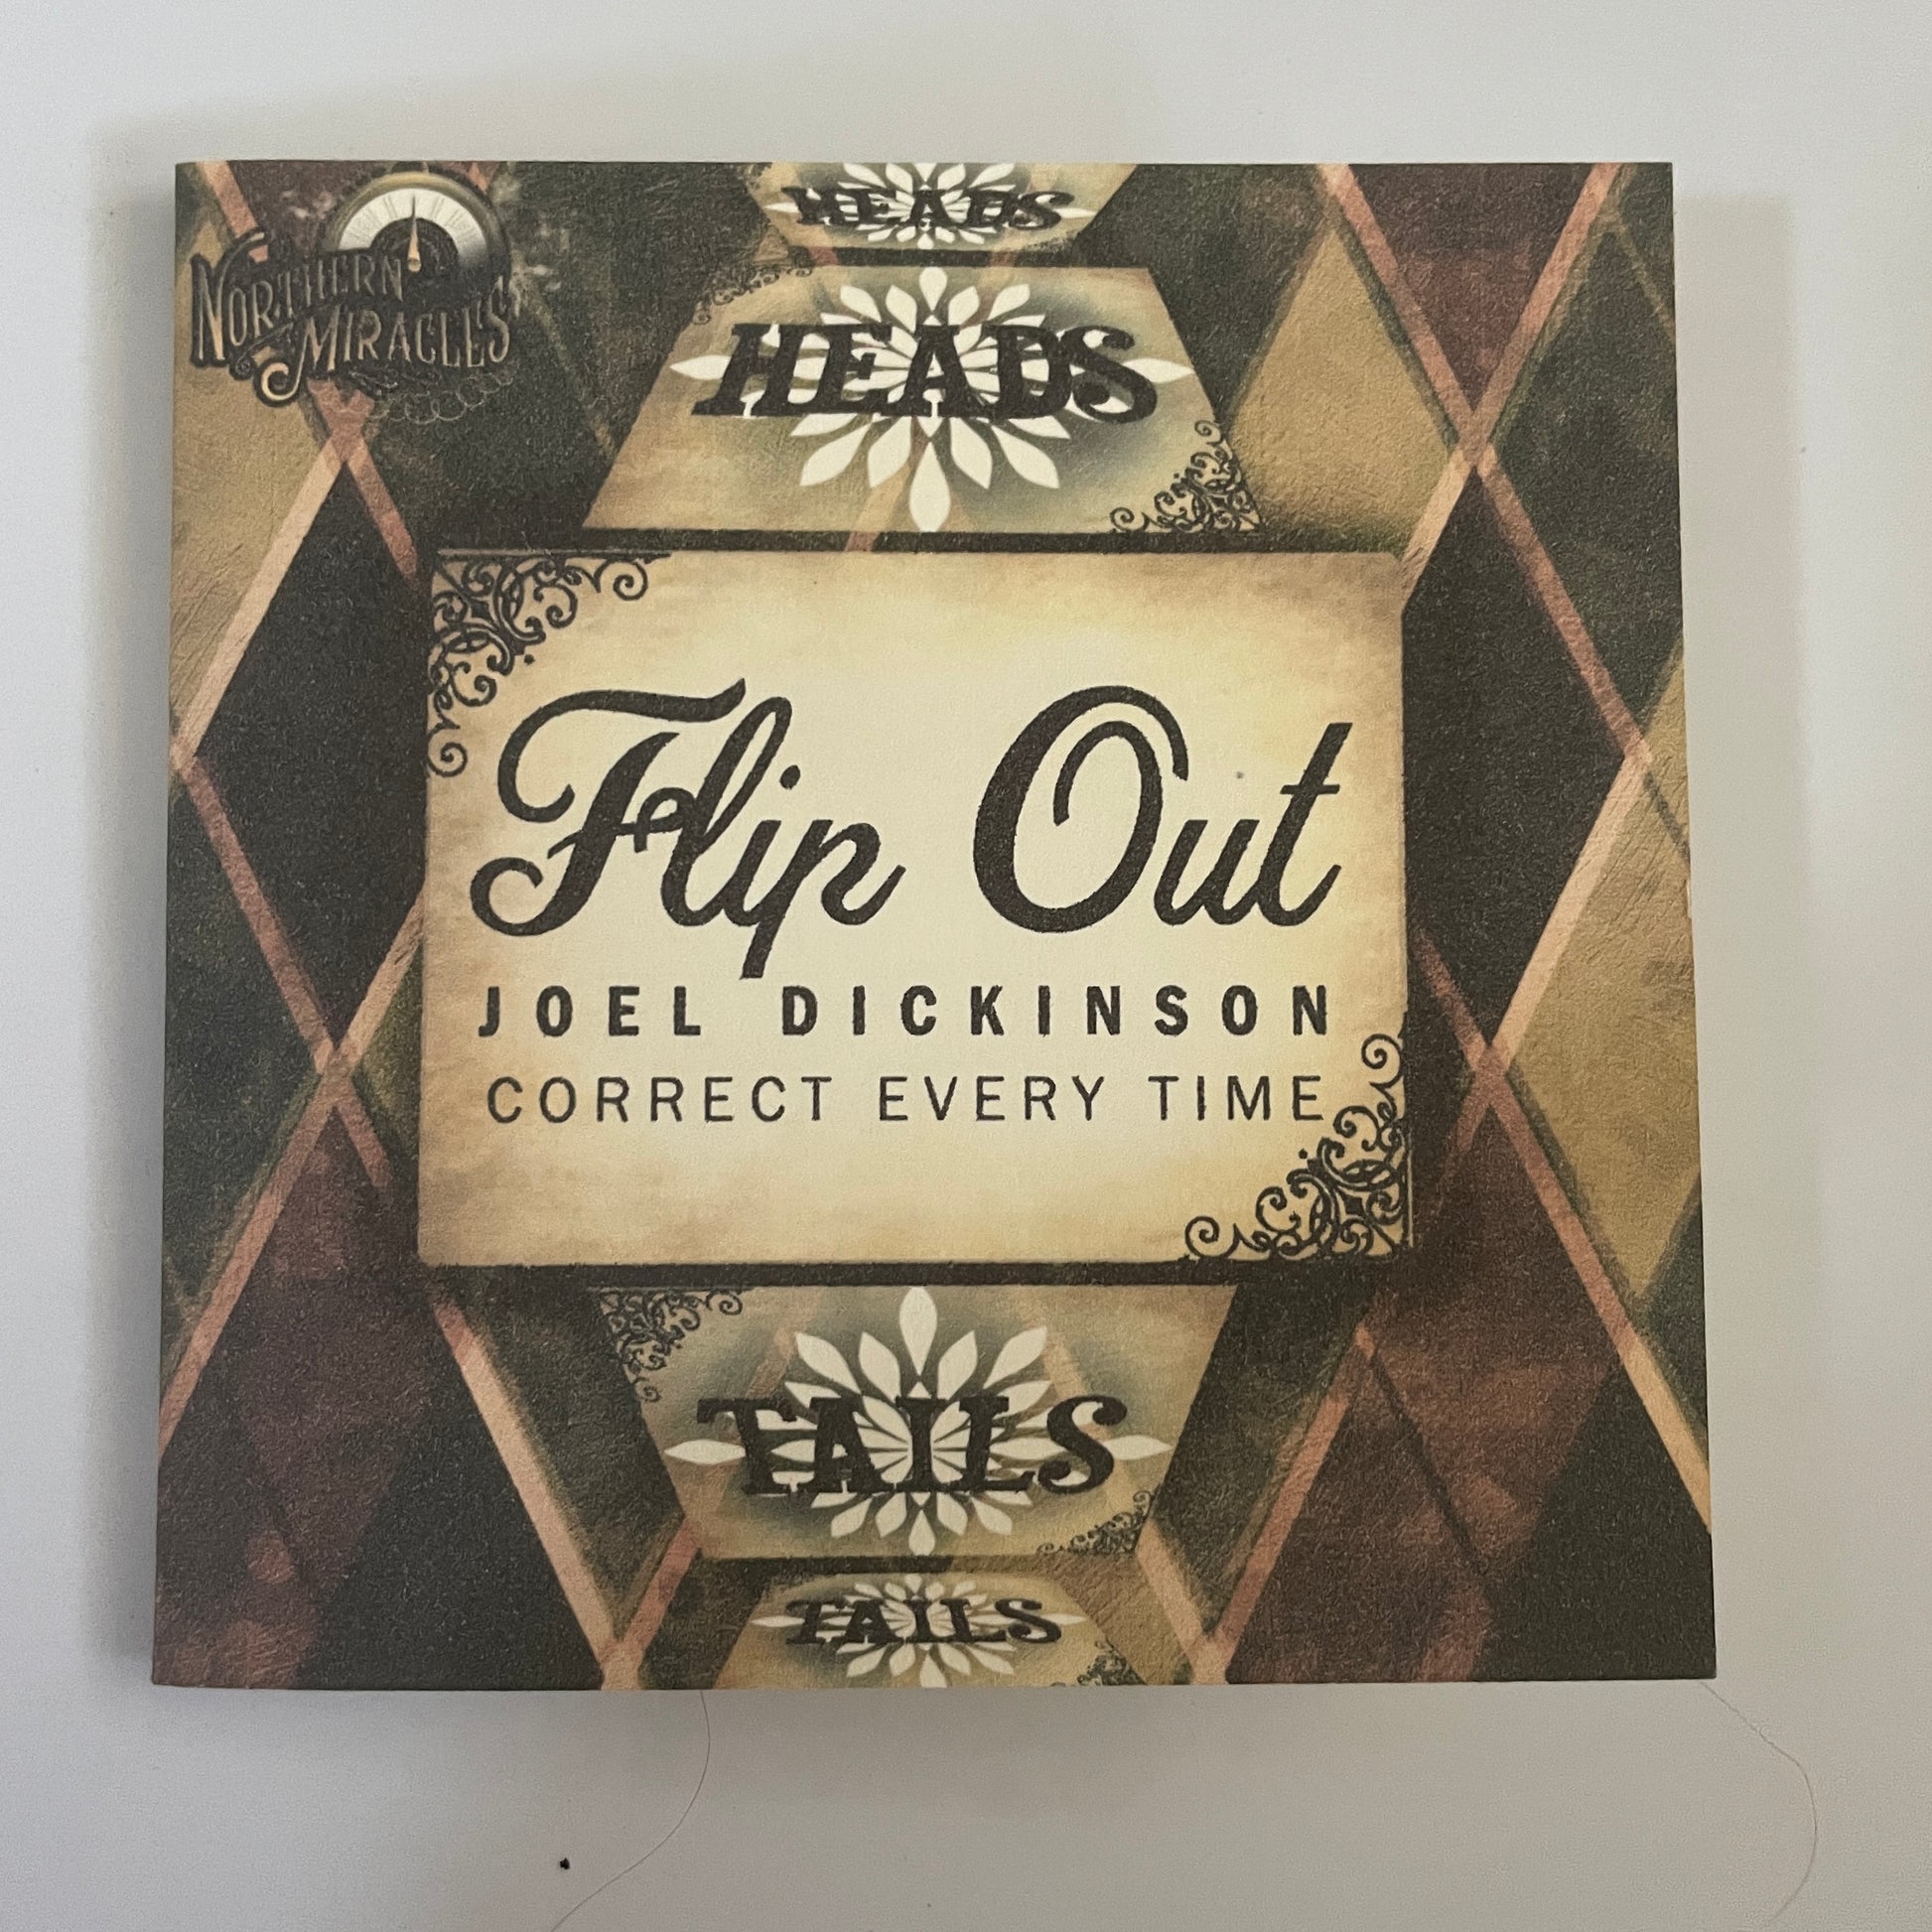 NORTHERN
MIRACLES
HEADS
HEADS
Flip Out
JOEL DICKINSON
CORRECT EVERY TIME
TAILS
TAILS